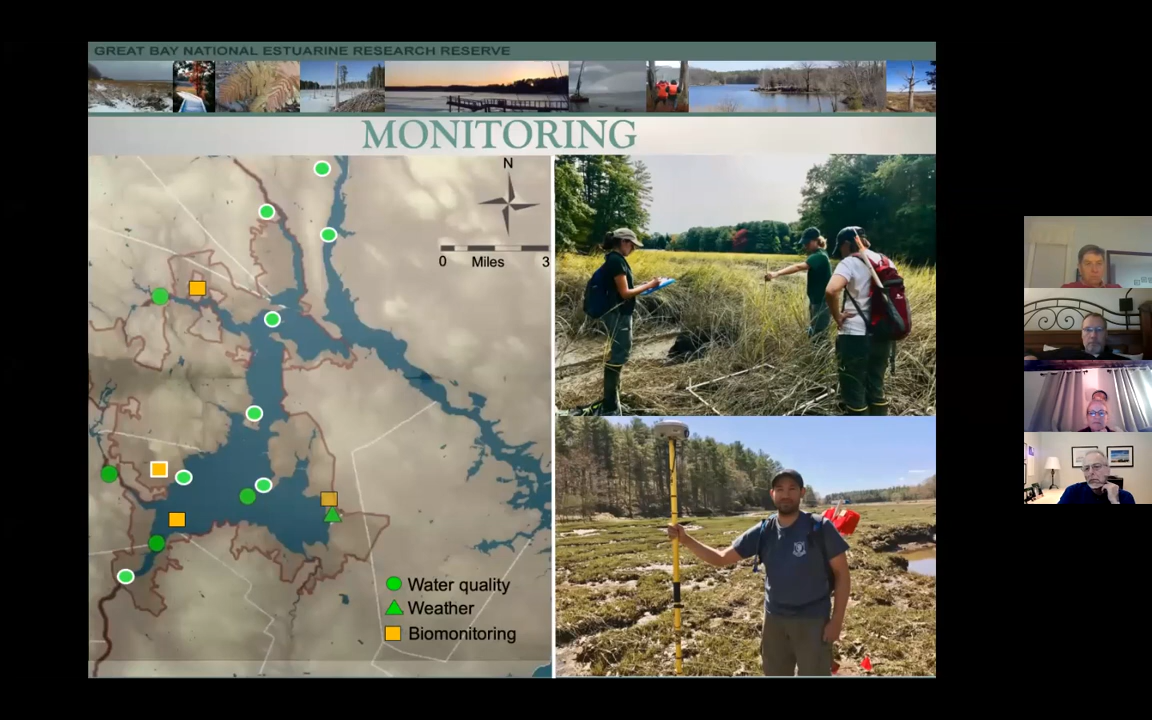 GREAT BAY NATIONAL ESTUARINE RESEARCH RESERVE
MONITORING
N
0 Miles 3
Water quality
Weather
Biomonitoring